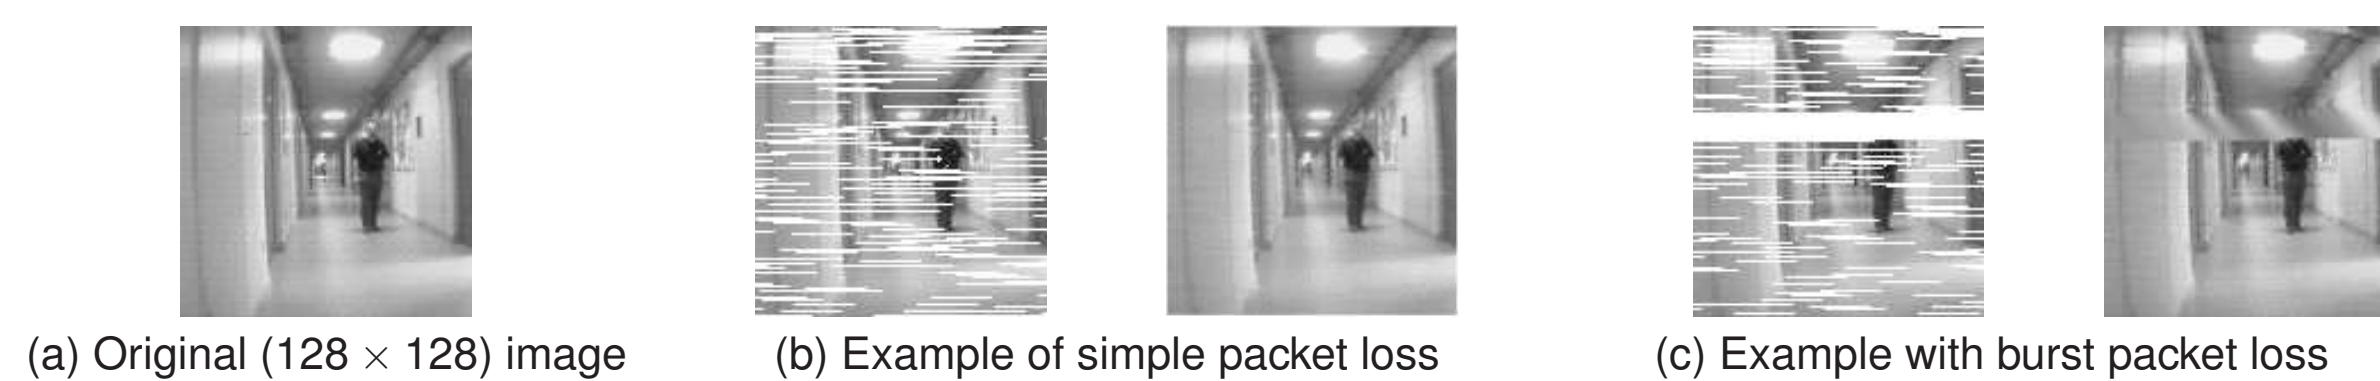 (a) Original (128 × 128) image
(b) Example of simple packet loss
(c) Example with burst packet loss